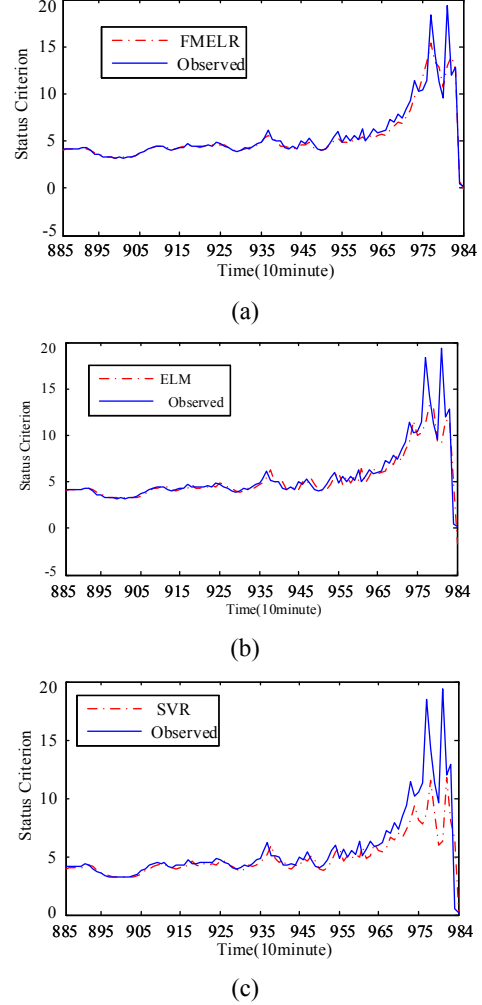 20
15
10
5
0
-5
Status Criterion
FMELR
Observed
885 895 905 915 925 935 945 955 965 975 984
Time(10minute)
(a)
20
15
10
5
0
-5
Status Criterion
ELM
Observed
885 895 905 915 925 935 945 955 965 975 984
Time(10minute)
(b)
20
15
10
5
0
Status Criterion
SVR
Observed
885 895 905 915 925 935 945 955 965 975 984
Time(10minute)
(c)